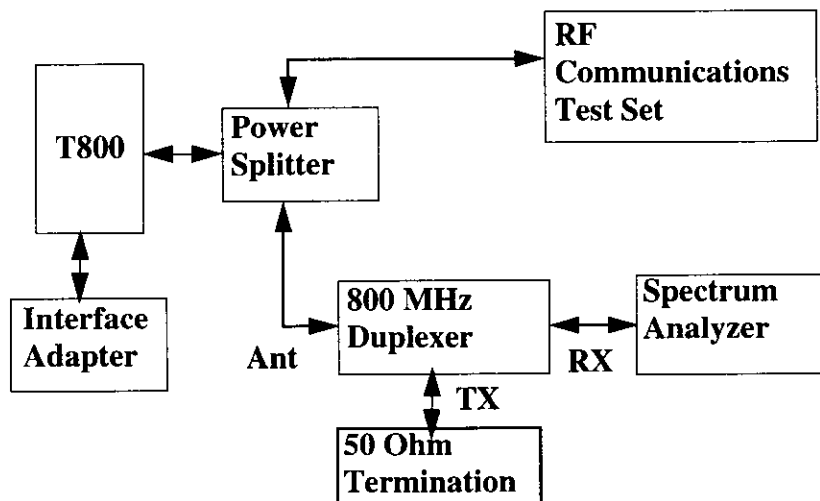 RF
Communications
Test Set
T800
Power
Splitter
Interface
Adapter
Ant
800 MHz
Duplexer
RX
Spectrum
Analyzer
TX
50 Ohm
Termination